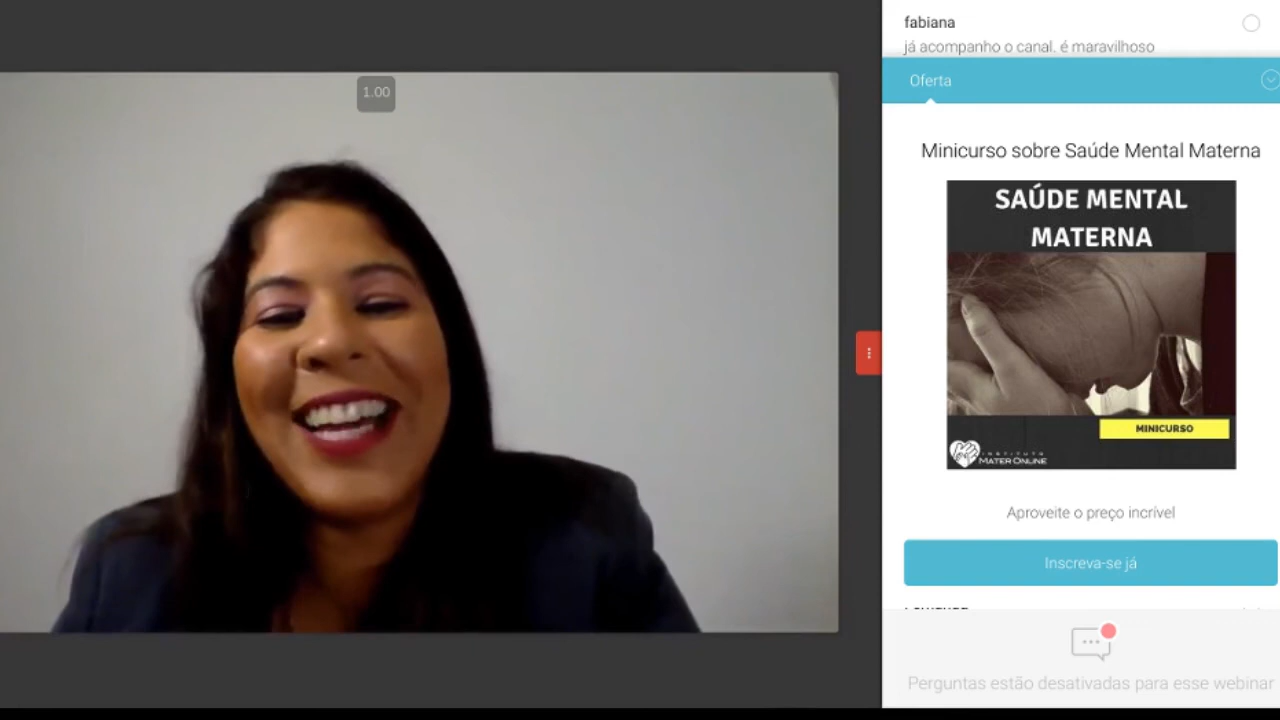 1.00
fabiana
já acompanho o canal. é maravilhoso
Oferta
Minicurso sobre Saúde Mental Materna
SAÚDE MENTAL
MATERNA
MINICURSO
INSTITUTO
MATER ONLINE
Aproveite o preço incrível
Inscreva-se já
Perguntas estão desativadas para esse webinar